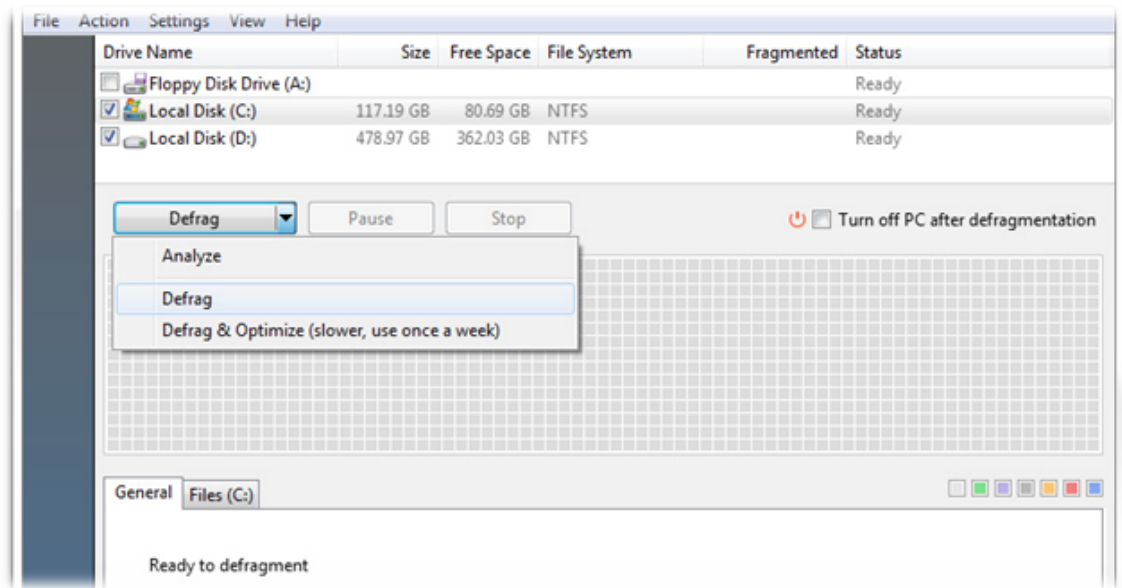 File Action Settings View Help
Drive Name Size Free Space File System Fragmented Status
Floppy Disk Drive (A:) Ready
Local Disk (C:) 117.19 GB 80.69 GB NTFS Ready
Local Disk (D:) 478.97 GB 362.03 GB NTFS Ready
Defrag Pause Stop Turn off PC after defragmentation
Analyze
Defrag
Defrag & Optimize (slower, use once a week)
General Files (C:)
Ready to defragment